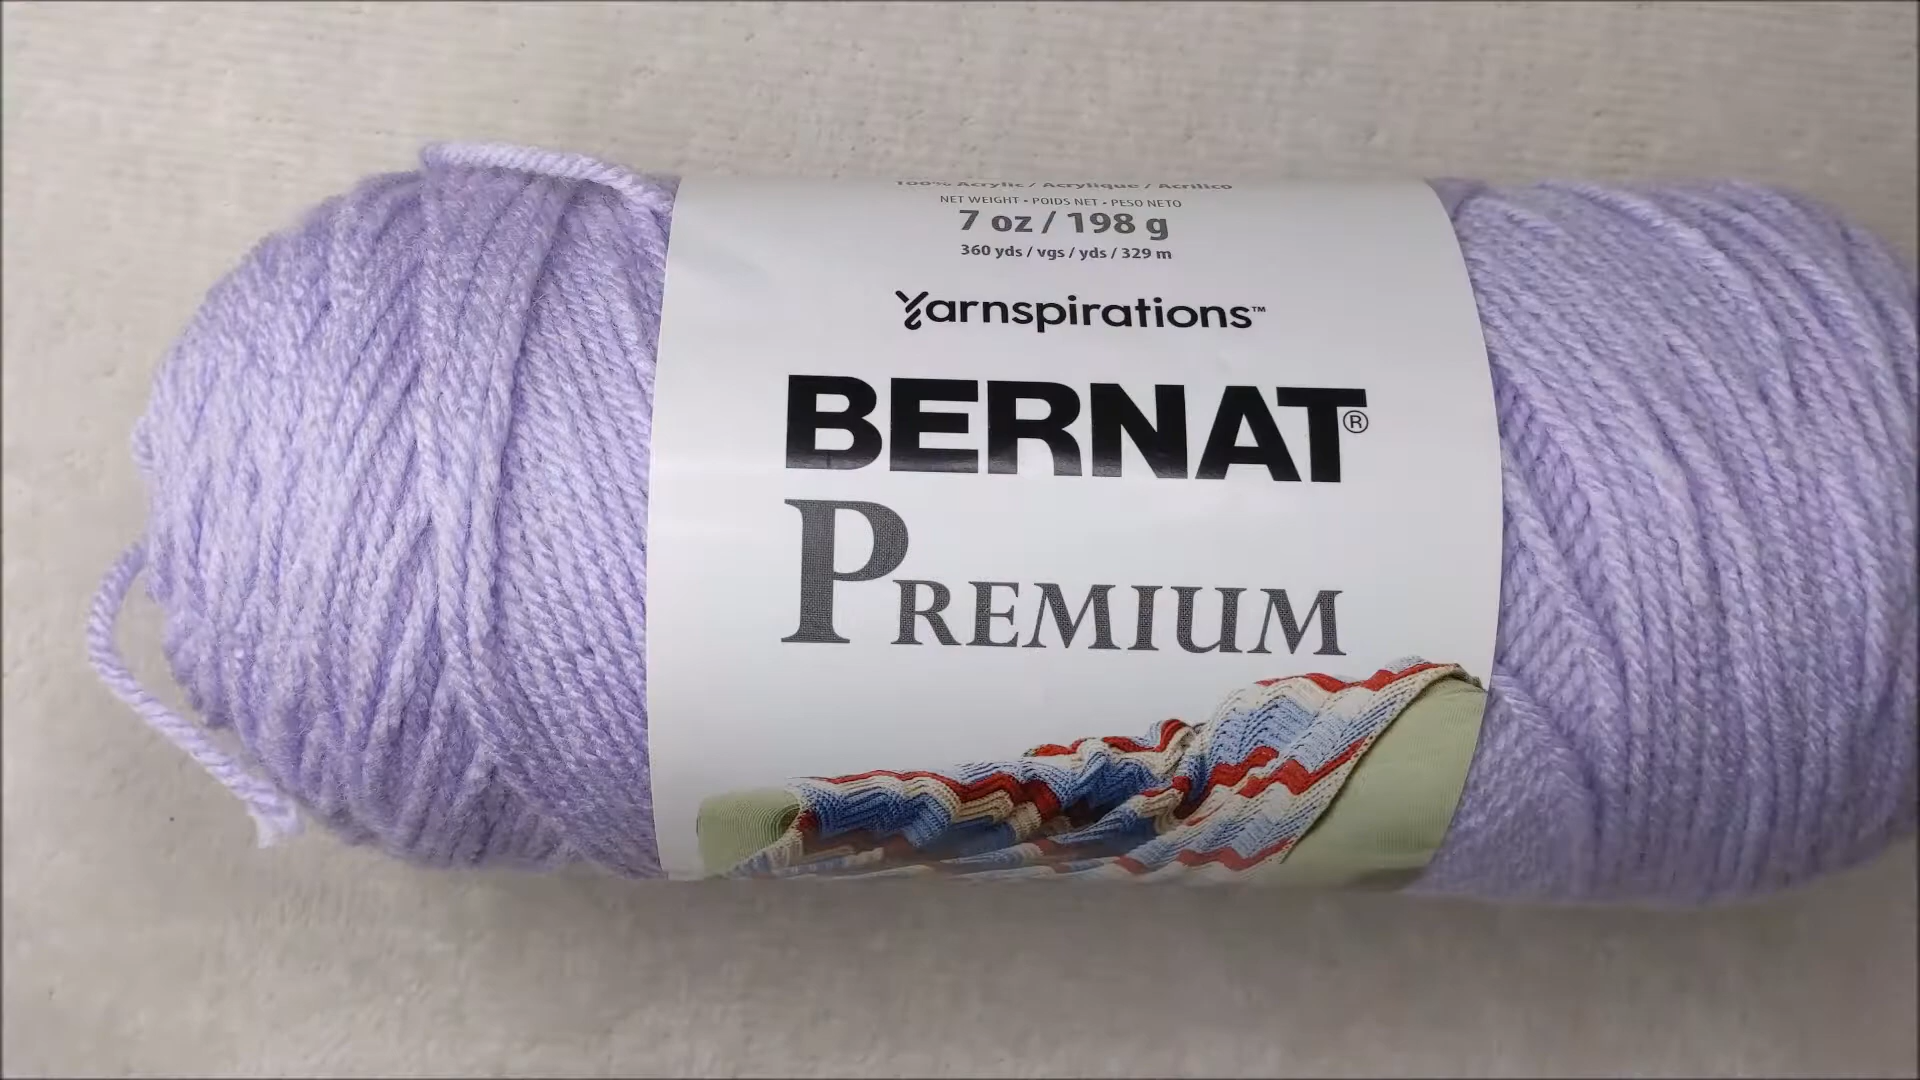 100% Acrylic / Acrylique / Acrílico
NET WEIGHT • POIDS NET • PESO NETO
7 oz / 198 g
360 yds / vgs / yds / 329 m
Yarnspirations™
BERNAT®
PREMIUM